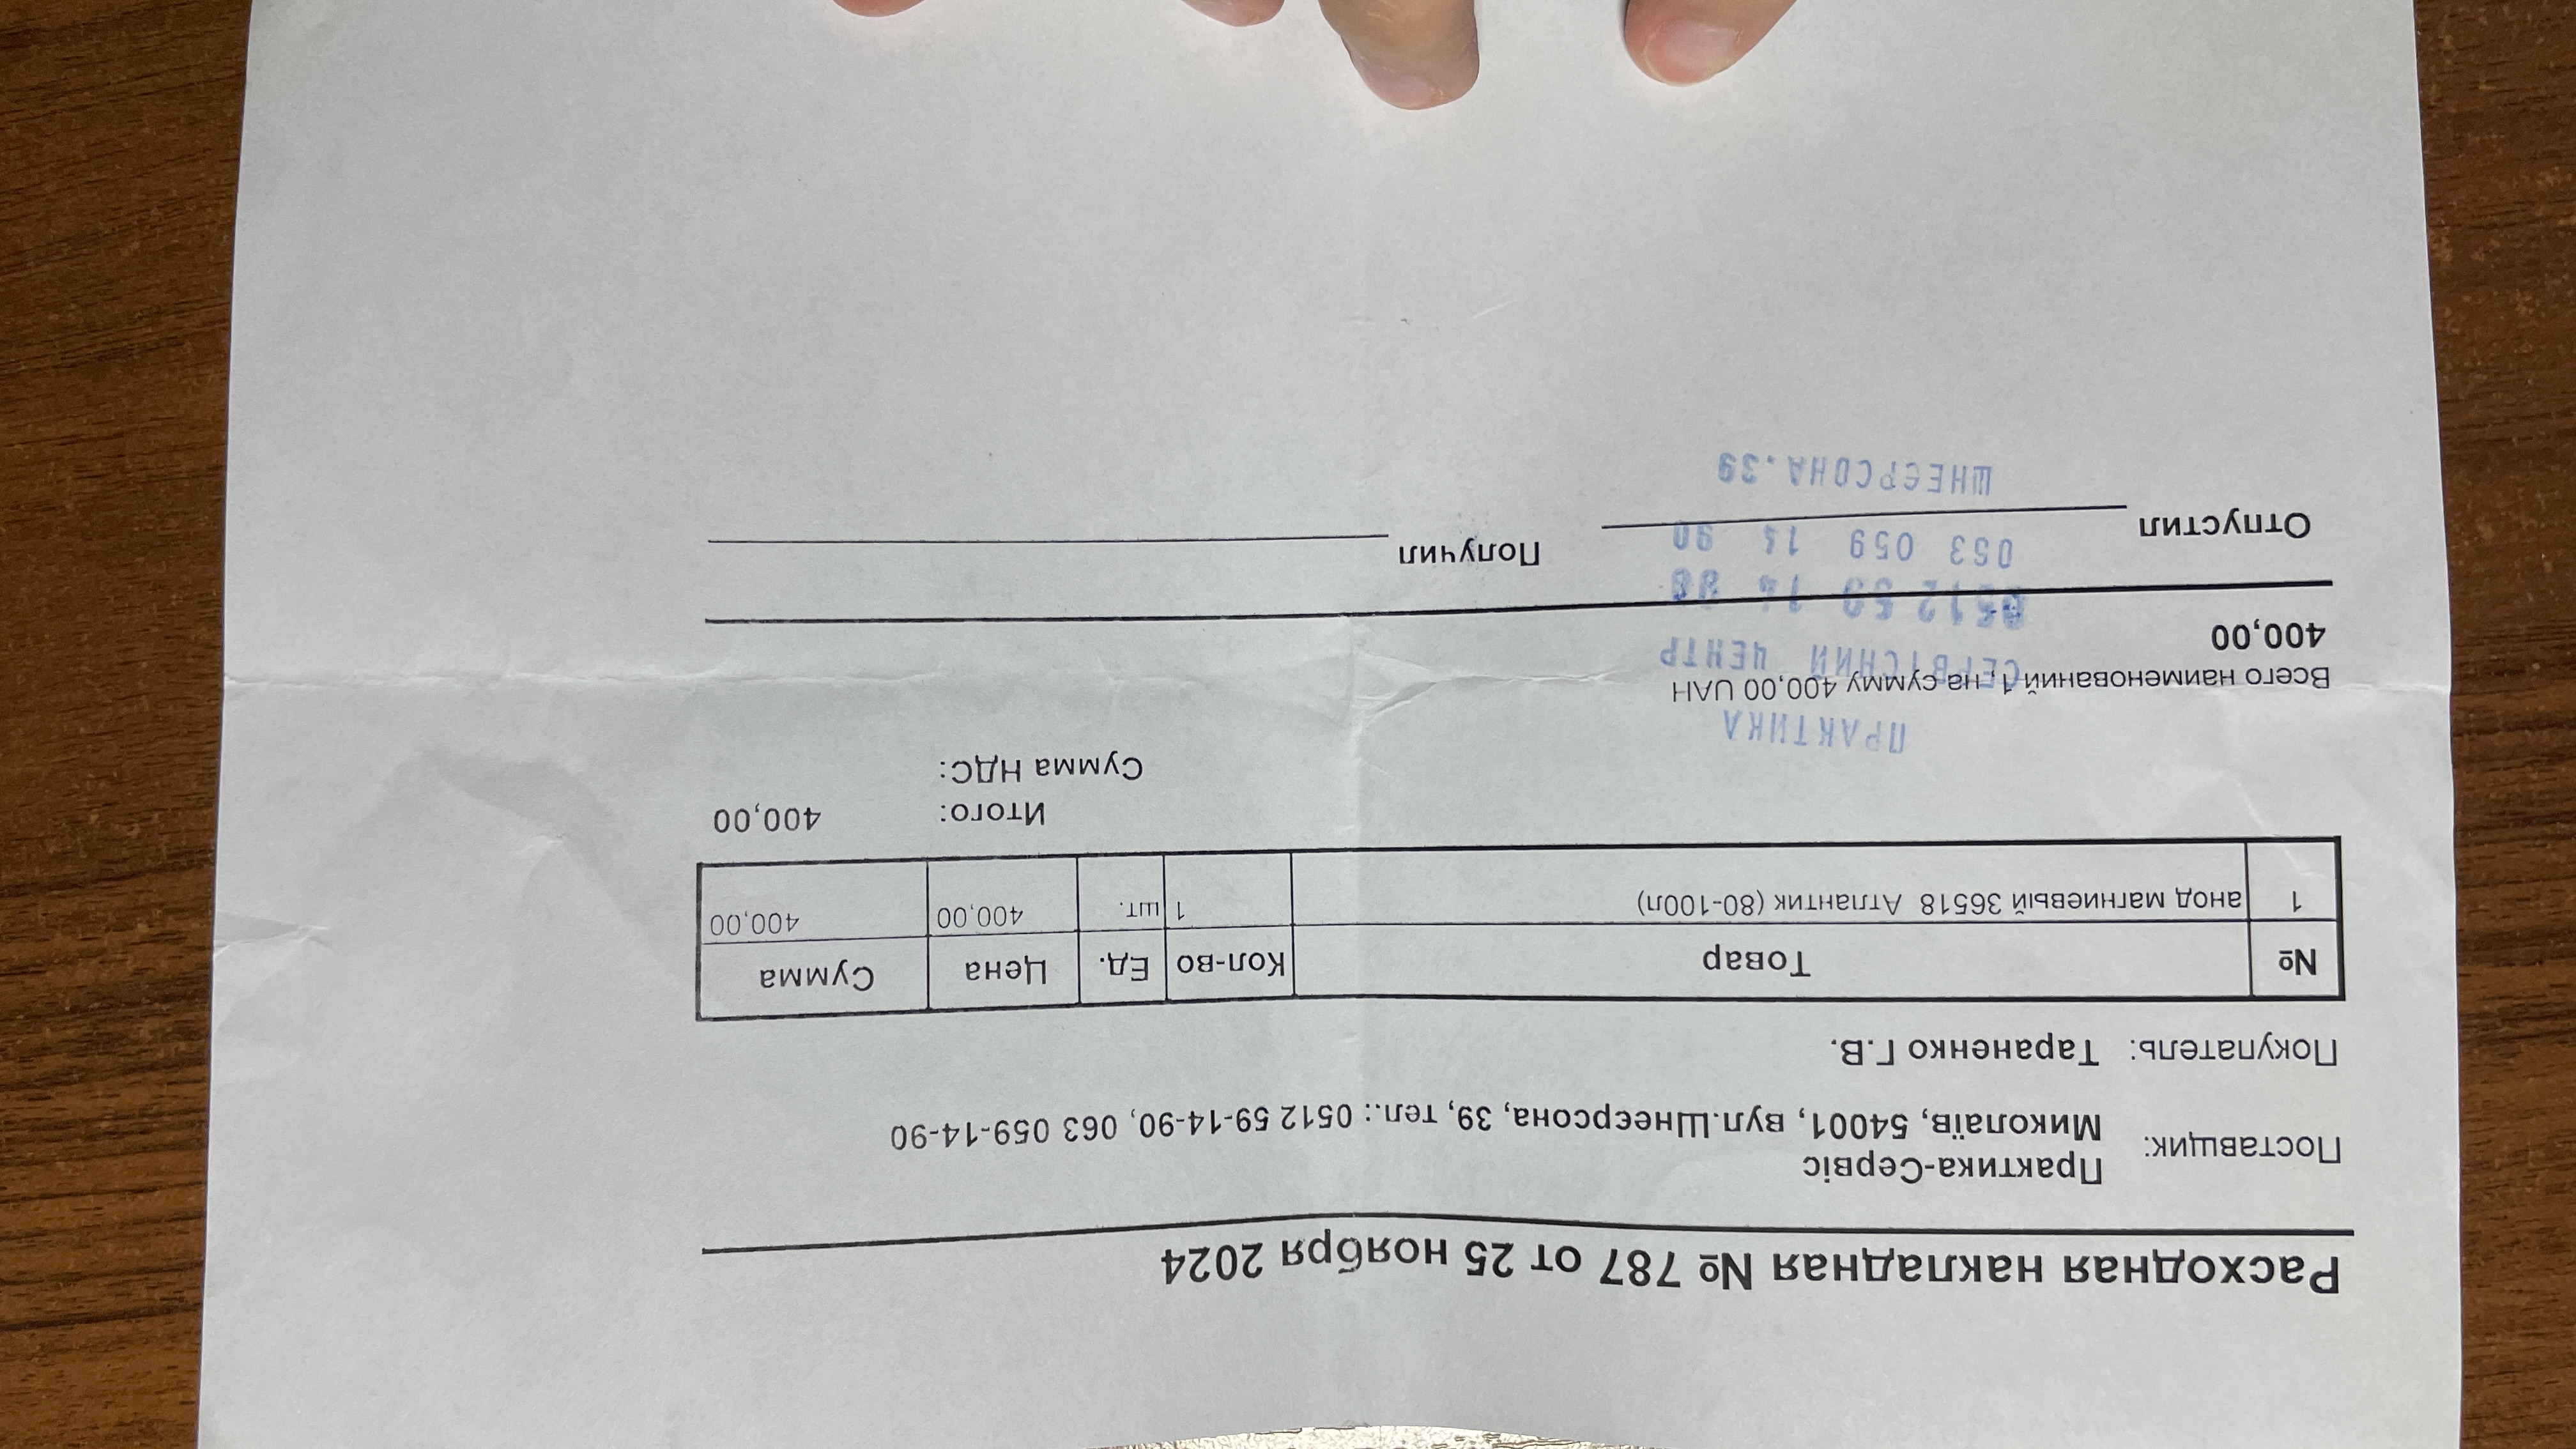 Расходная накладная № 787 от 25 ноября 2024
Поставщик: Практика-Сервіс
Миколаїв, 54001, вул.Шнеєрсона, 39, тел.: 0512 59-14-90, 063 059-14-90
Покупатель: Тараненко Г.В.
№ Товар Кол-во Ед. Цена Сумма
1 анод магниевый 36518 Атлантик (80-100л) 1 шт. 400,00 400,00
Итого: 400,00
Сумма НДС:
ПРАКТИКА
Всего наименований 1, на сумму 400,00 UAH
СЕРВІСНИЙ ЦЕНТР
400,00
0512 59 14 90
063 059 14 90
Отпустил Получил
ШНЕЄРСОНА.39